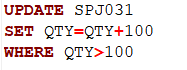 UPDATE SPJ031
SET QTY=QTY+100
WHERE QTY>100